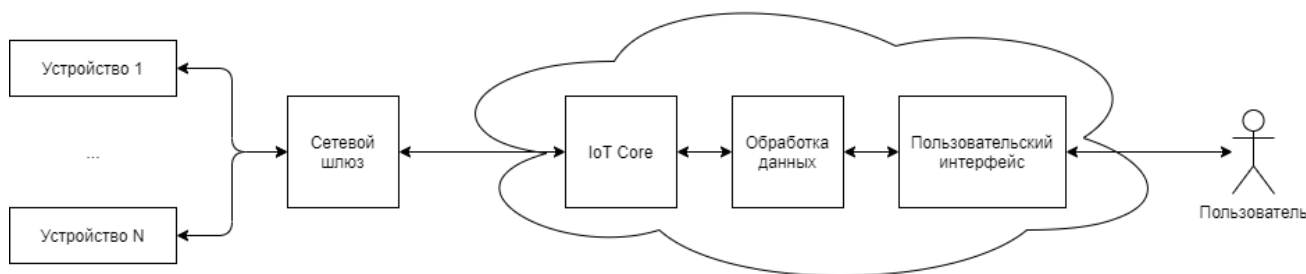 Устройство 1
...
Устройство N
Сетевой
шлюз
IoT Core
Обработка
данных
Пользовательский
интерфейс
Пользователь